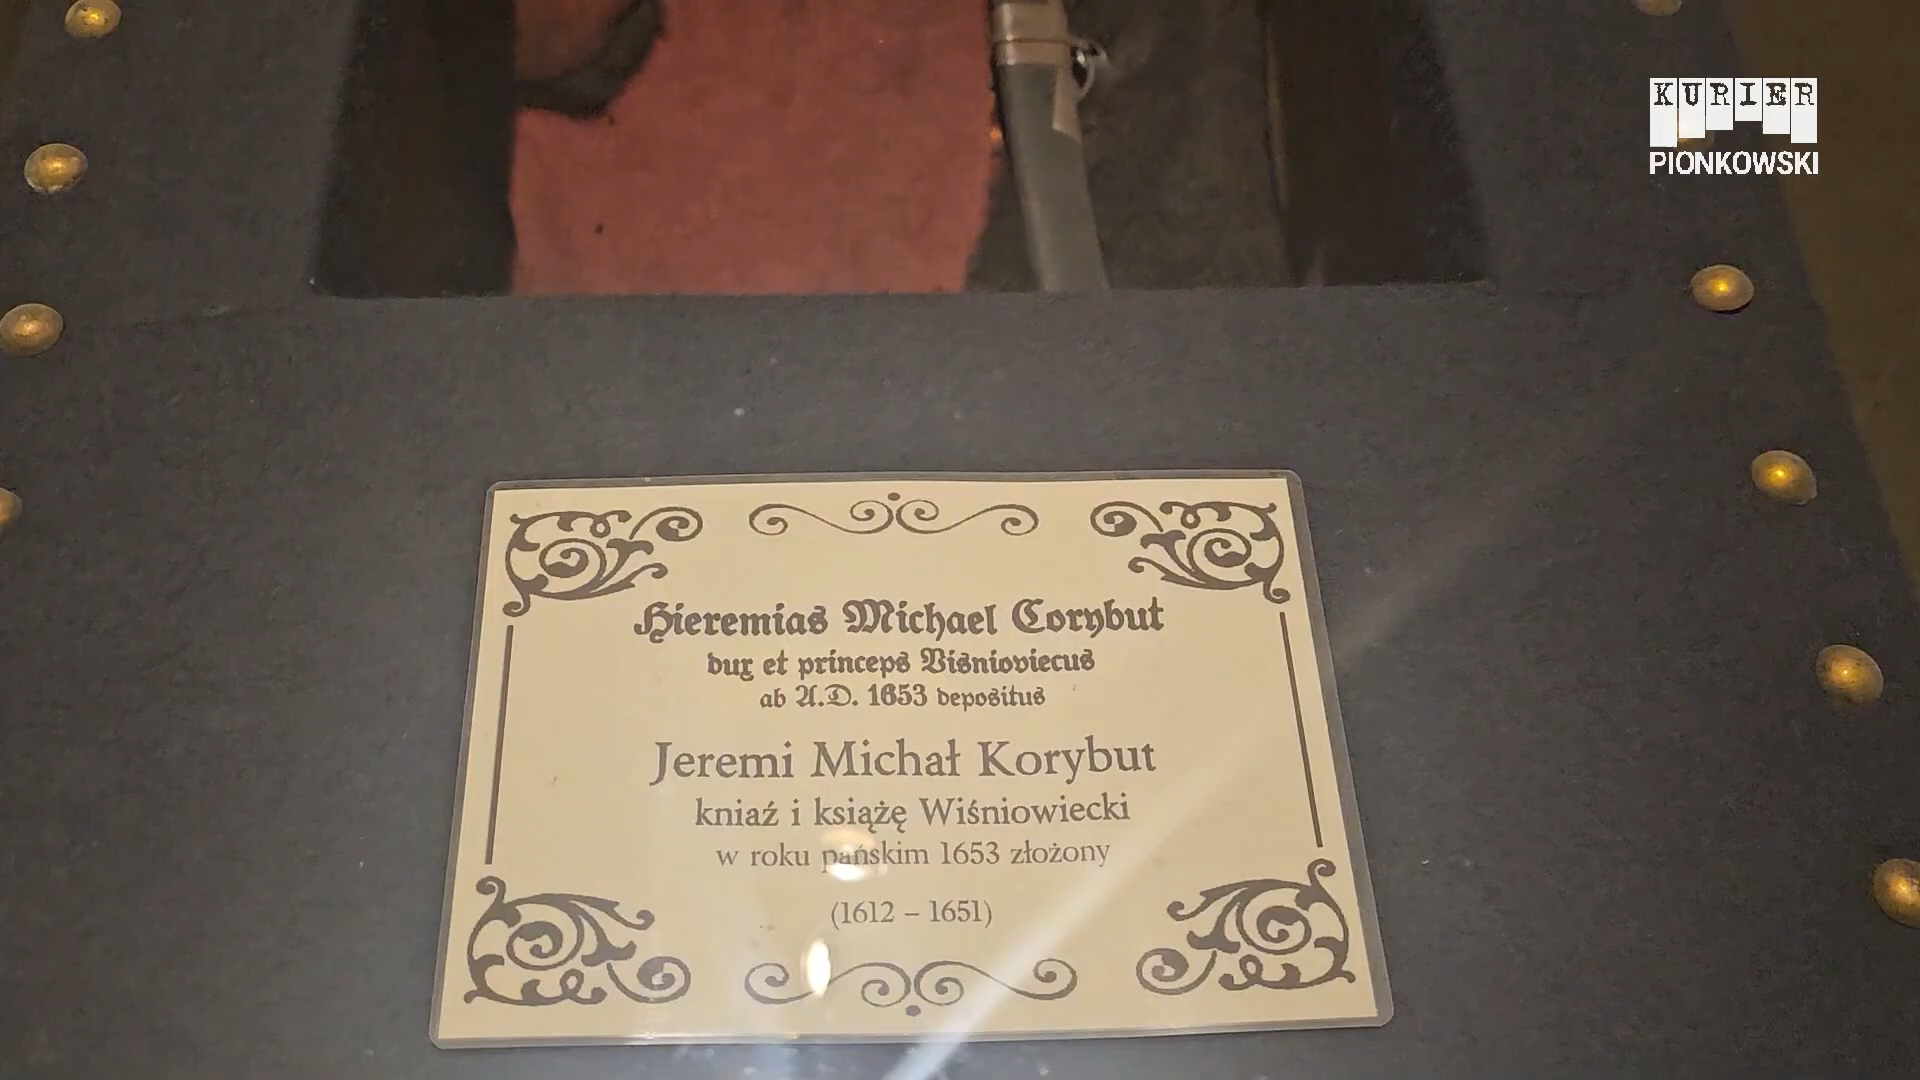 KURIER
PIONKOWSKI
Hieremias Michael Corybut
dux et princeps Visnioviecus
ab A.D. 1653 depositus
Jeremi Michał Korybut
kniaź i książę Wiśniowiecki
w roku pańskim 1653 złożony
(1612 – 1651)